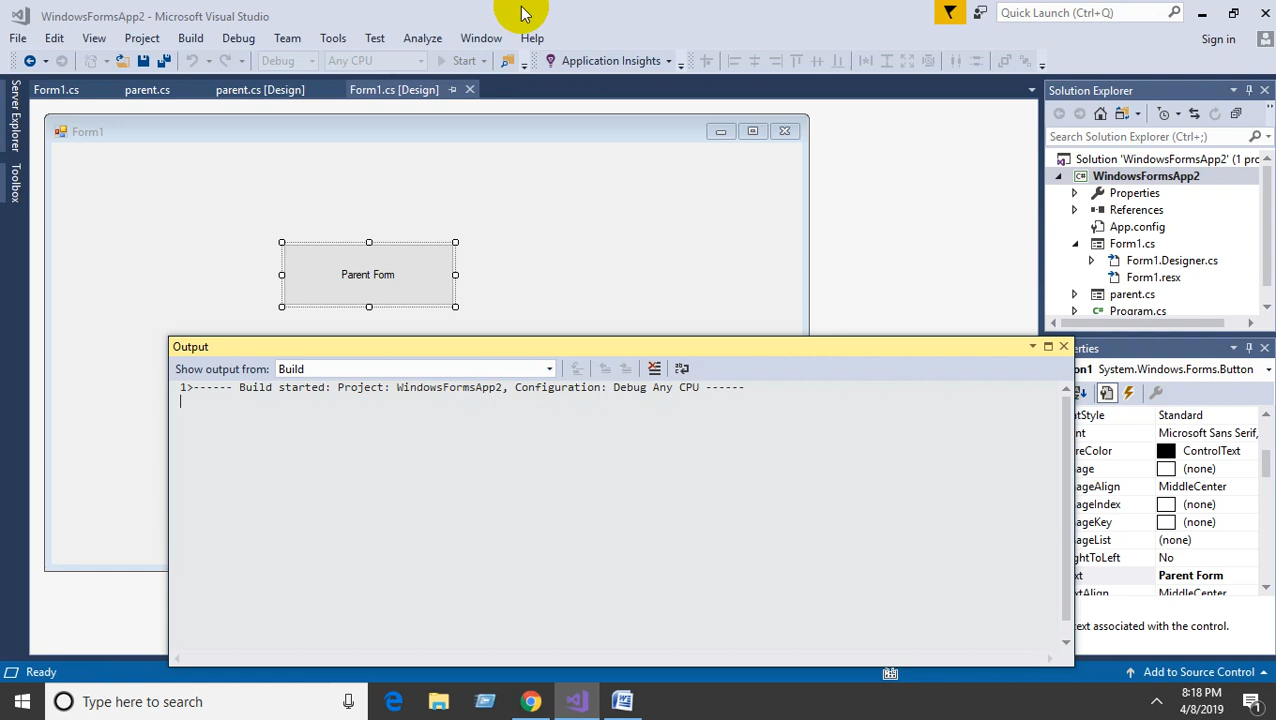 WindowsFormsApp2 - Microsoft Visual Studio
Quick Launch (Ctrl+Q)
File Edit View Project Build Debug Team Tools Test Analyze Window Help
Sign in
Debug Any CPU Start Application Insights
Server Explorer
Toolbox
Form1.cs parent.cs parent.cs [Design] Form1.cs [Design]
Form1
Parent Form
Solution Explorer
Search Solution Explorer (Ctrl+;)
Solution 'WindowsFormsApp2' (1 pro
C# WindowsFormsApp2
Properties
References
App.config
Form1.cs
Form1.Designer.cs
Form1.resx
parent.cs
C# Program.cs
Output
Show output from: Build
1>------ Build started: Project: WindowsFormsApp2, Configuration: Debug Any CPU ------
perties
on1 System.Windows.Forms.Button
utStyle Standard
nt Microsoft Sans Serif,
reColor ControlText
age (none)
ageAlign MiddleCenter
ageIndex (none)
ageKey (none)
ageList (none)
ghtToLeft No
xt Parent Form
xtAlign MiddleCenter
ext associated with the control.
Ready
Add to Source Control
Type here to search
8:18 PM
4/8/2019
1